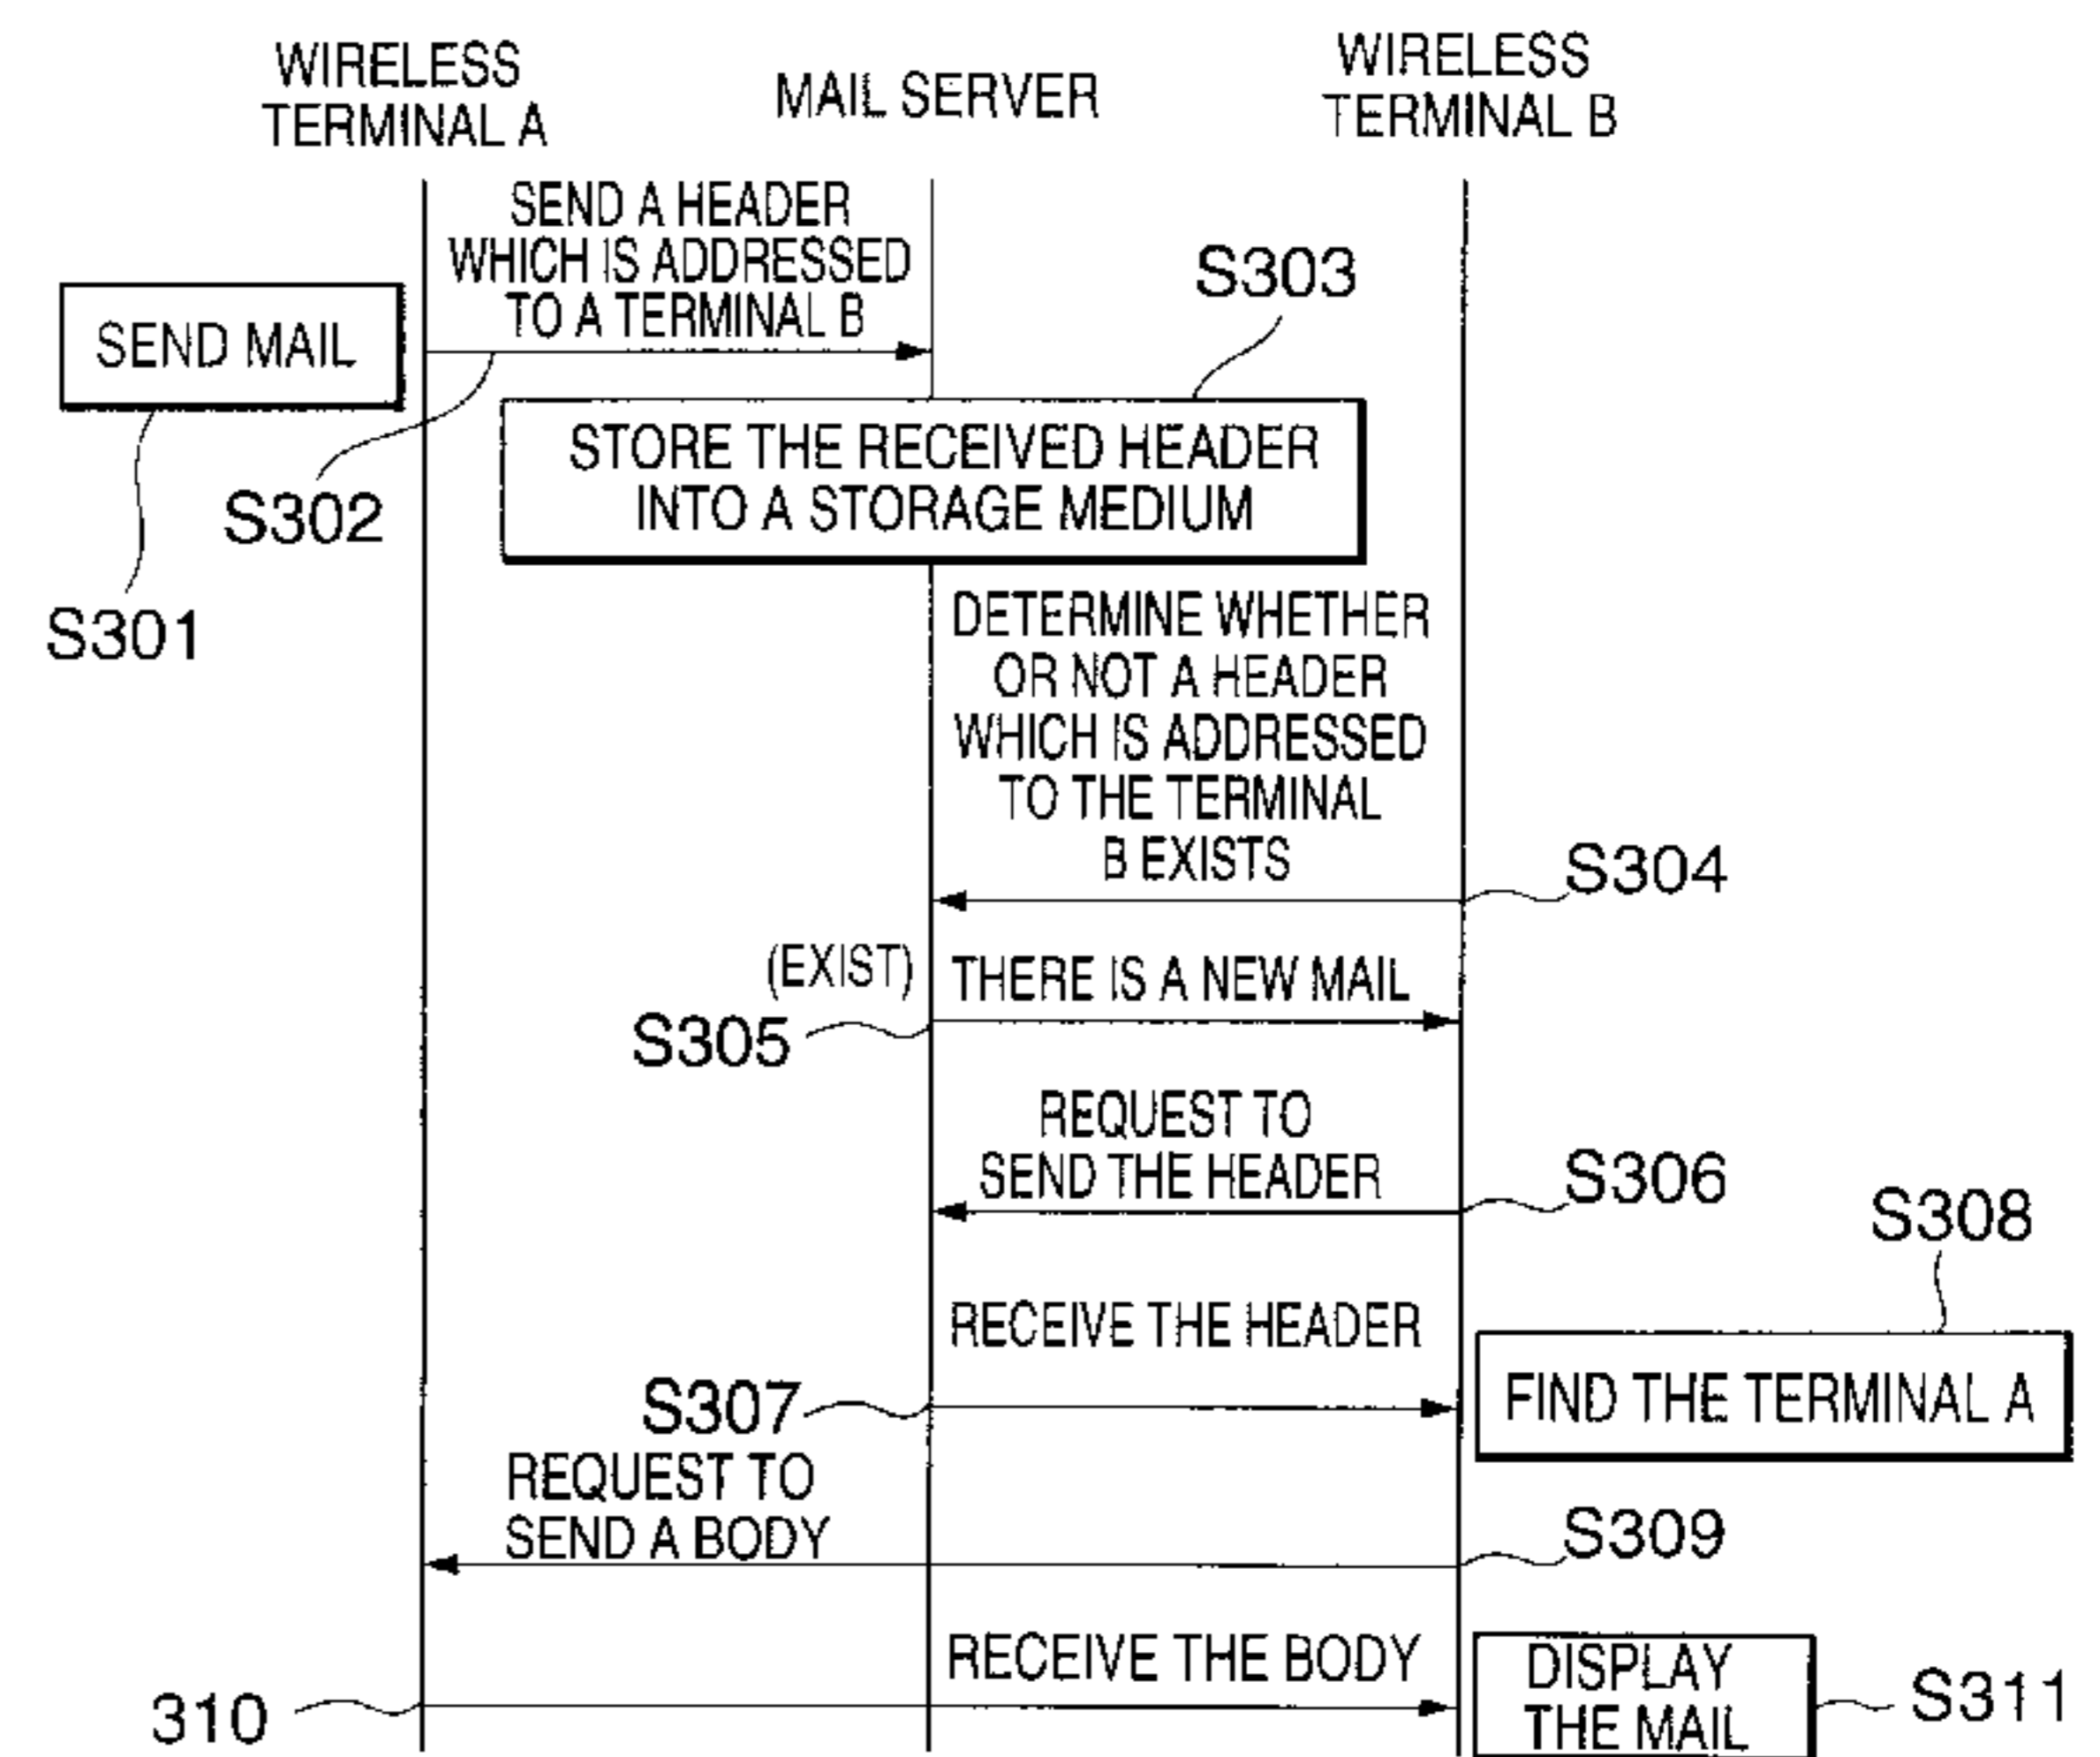 WIRELESS
TERMINAL A
MAIL SERVER
WIRELESS
TERMINAL B
SEND A HEADER
WHICH IS ADDRESSED
TO A TERMINAL B
S303
SEND MAIL
STORE THE RECEIVED HEADER
INTO A STORAGE MEDIUM
S302
S301
DETERMINE WHETHER
OR NOT A HEADER
WHICH IS ADDRESSED
TO THE TERMINAL
B EXISTS
S304
(EXIST)
THERE IS A NEW MAIL
S305
REQUEST TO
SEND THE HEADER
S306
S308
RECEIVE THE HEADER
S307
FIND THE TERMINAL A
REQUEST TO
SEND A BODY
S309
RECEIVE THE BODY
310
DISPLAY
THE MAIL
S311